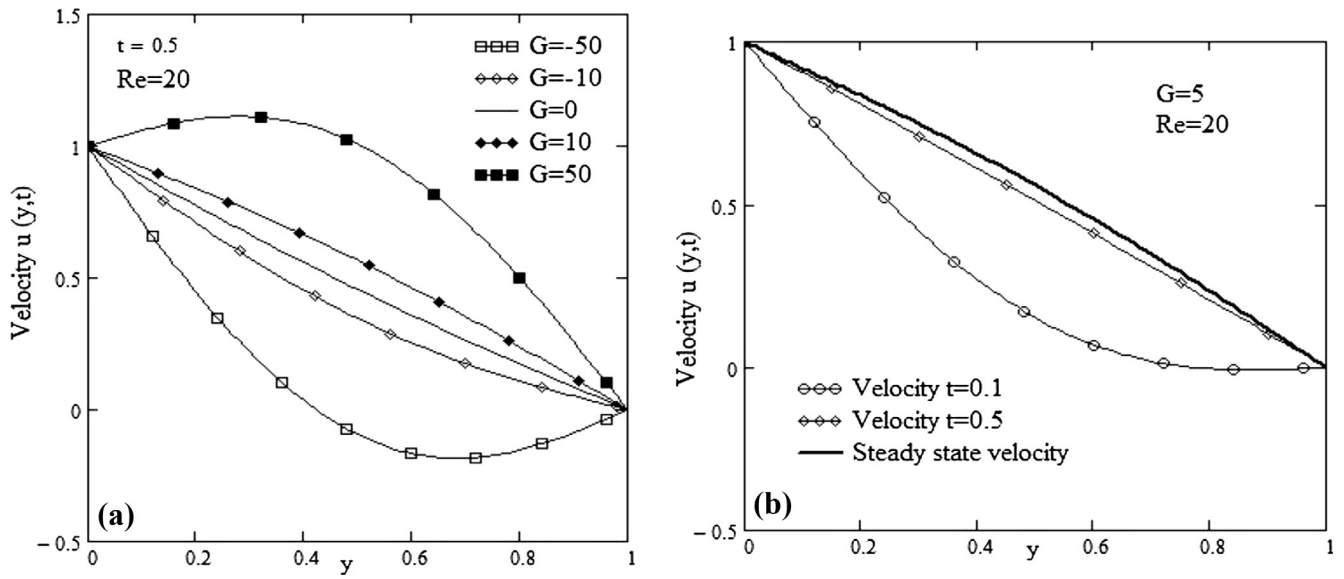 1.5
t = 0.5
Re=20
G=-50
G=-10
G=0
G=10
G=50
1
0.5
0
− 0.5
Velocity u (y,t)
0
0.2
0.4
0.6
0.8
1
y
(a)
1
G=5
Re=20
0.5
0
− 0.5
Velocity u (y,t)
Velocity t=0.1
Velocity t=0.5
Steady state velocity
0
0.2
0.4
0.6
0.8
1
y
(b)